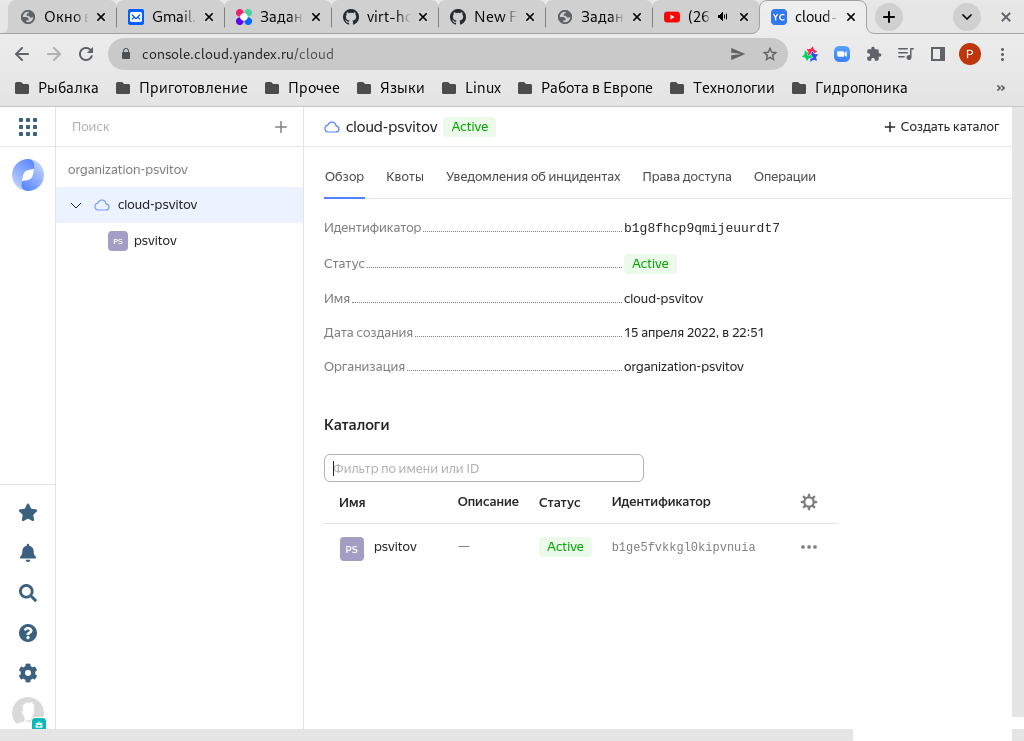 Окно
Gmail.
Задан
virt-ho
New F
Задан
(26
YC cloud-
console.cloud.yandex.ru/cloud
P
Рыбалка Приготовление Прочее Языки Linux Работа в Европе Технологии Гидропоника »
Поиск
cloud-psvitov Active
Создать каталог
organization-psvitov
cloud-psvitov
PS psvitov
Обзор Квоты Уведомления об инцидентах Права доступа Операции
Идентификатор b1g8fhcp9qmijeuurdt7
Статус Active
Имя cloud-psvitov
Дата создания 15 апреля 2022, в 22:51
Организация organization-psvitov
Каталоги
Фильтр по имени или ID
Имя Описание Статус Идентификатор
PS psvitov — Active b1ge5fvkkgl0kipvnuia